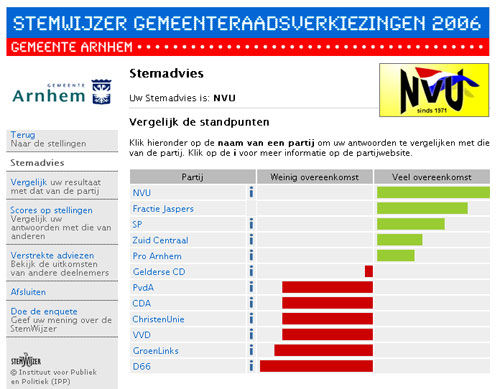 STEMWIJZER GEMEENTERAADSVERKIEZINGEN 2006
GEMEENTE ARNHEM
GEMEENTE
Arnhem
Stemadvies
Uw Stemadvies is: NVU
NVU
sinds 1971
Vergelijk de standpunten
Klik hieronder op de naam van een partij om uw antwoorden te vergelijken met die
van de partij. Klik op de i voor meer informatie op de partijwebsite.
Terug
Naar de stellingen
Stemadvies
Vergelijk uw resultaat
met dat van de partij
Scores op stellingen
Vergelijk uw
antwoorden met die van
anderen
Verstrekte adviezen
Bekijk de uitkomsten
van andere deelnemers
Afsluiten
Doe de enquete
Geef uw mening over de
StemWijzer
STEMWIJZER
© Instituut voor Publiek
en Politiek (IPP)
Partij Weinig overeenkomst Veel overeenkomst
NVU i
Fractie Jaspers
SP i
Zuid Centraal i
Pro Arnhem i
Gelderse CD i
PvdA i
CDA i
ChristenUnie i
VVD i
GroenLinks i
D66 i